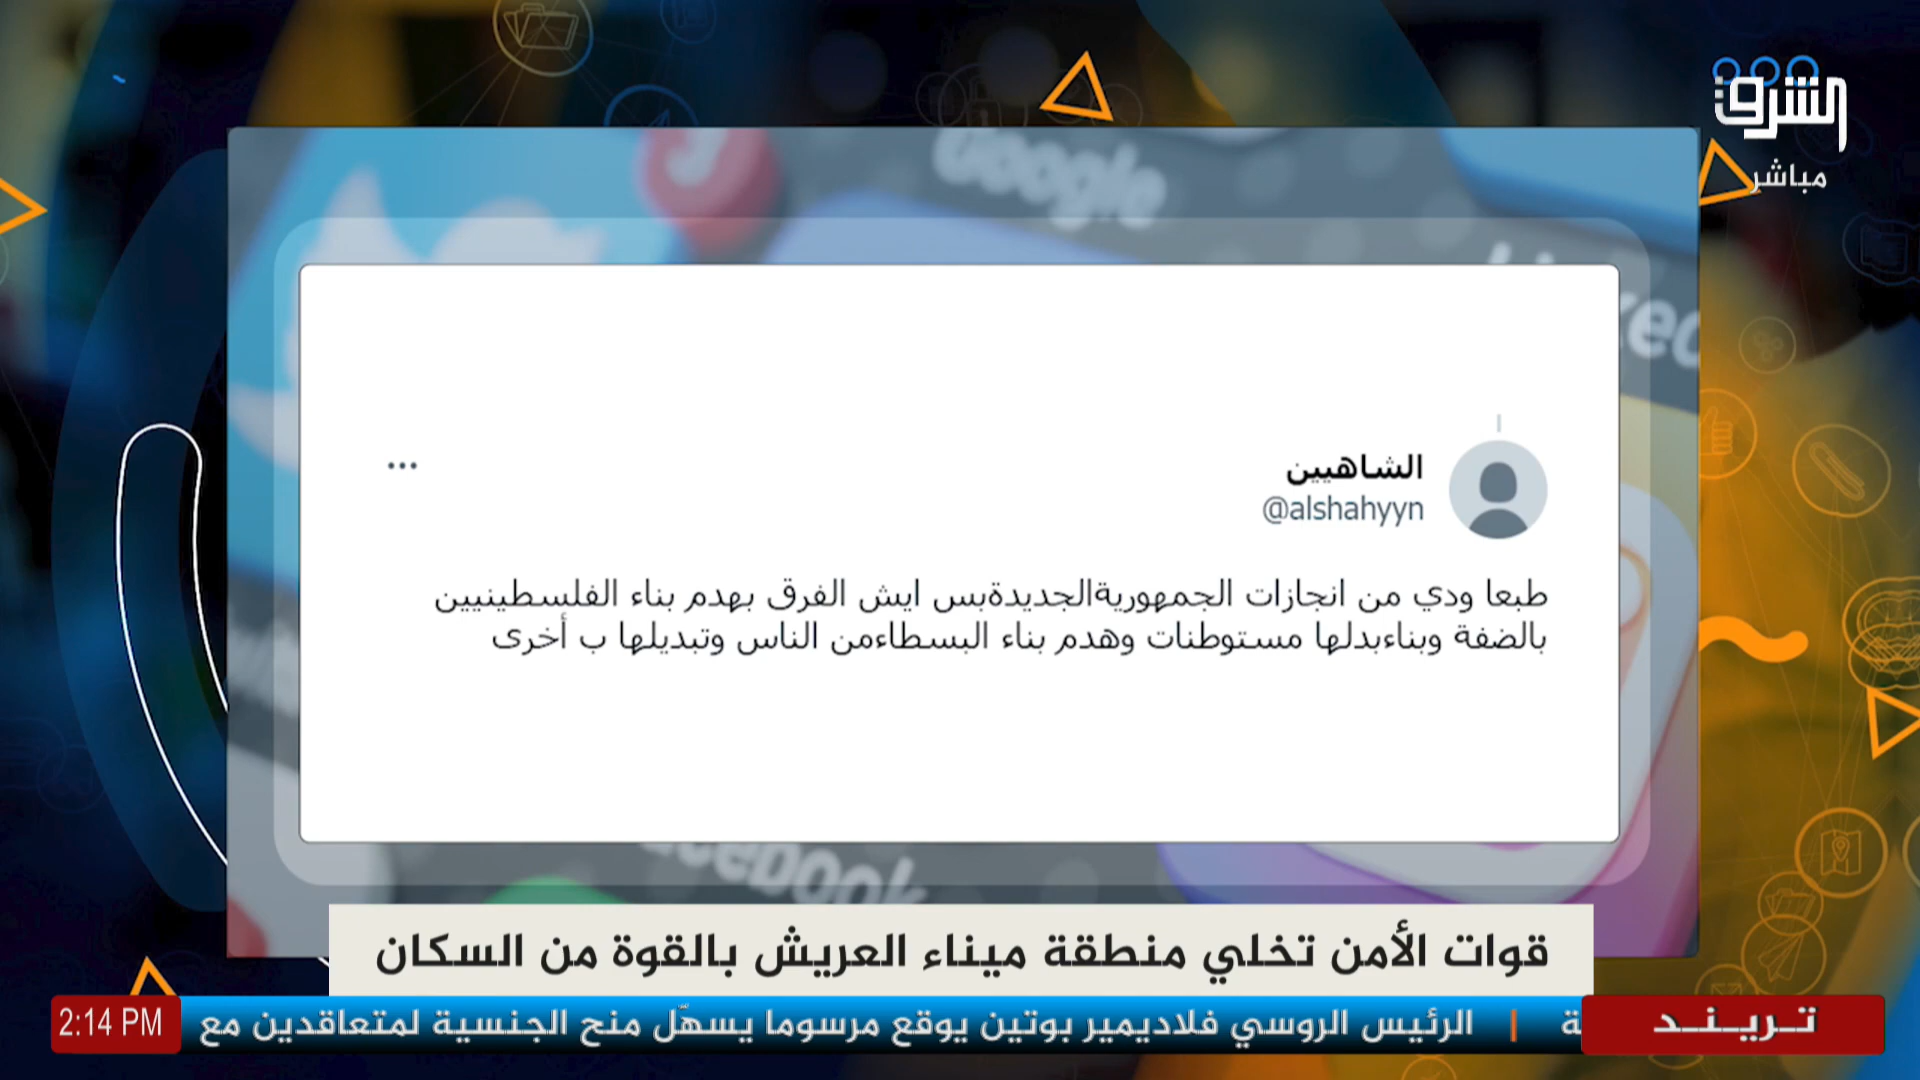 الشرق
مباشر
Google
الشاهيين
@alshahyyn
طبعا ودي من انجازات الجمهوريةالجديدةبس ايش الفرق بهدم بناء الفلسطينيين
بالضفة وبناءبدلها مستوطنات وهدم بناء البسطاءمن الناس وتبديلها ب أخرى
قوات الأمن تخلي منطقة ميناء العريش بالقوة من السكان
تـريـنـد
ة | الرئيس الروسي فلاديمير بوتين يوقع مرسوما يسهّل منح الجنسية لمتعاقدين مع
2:14 PM